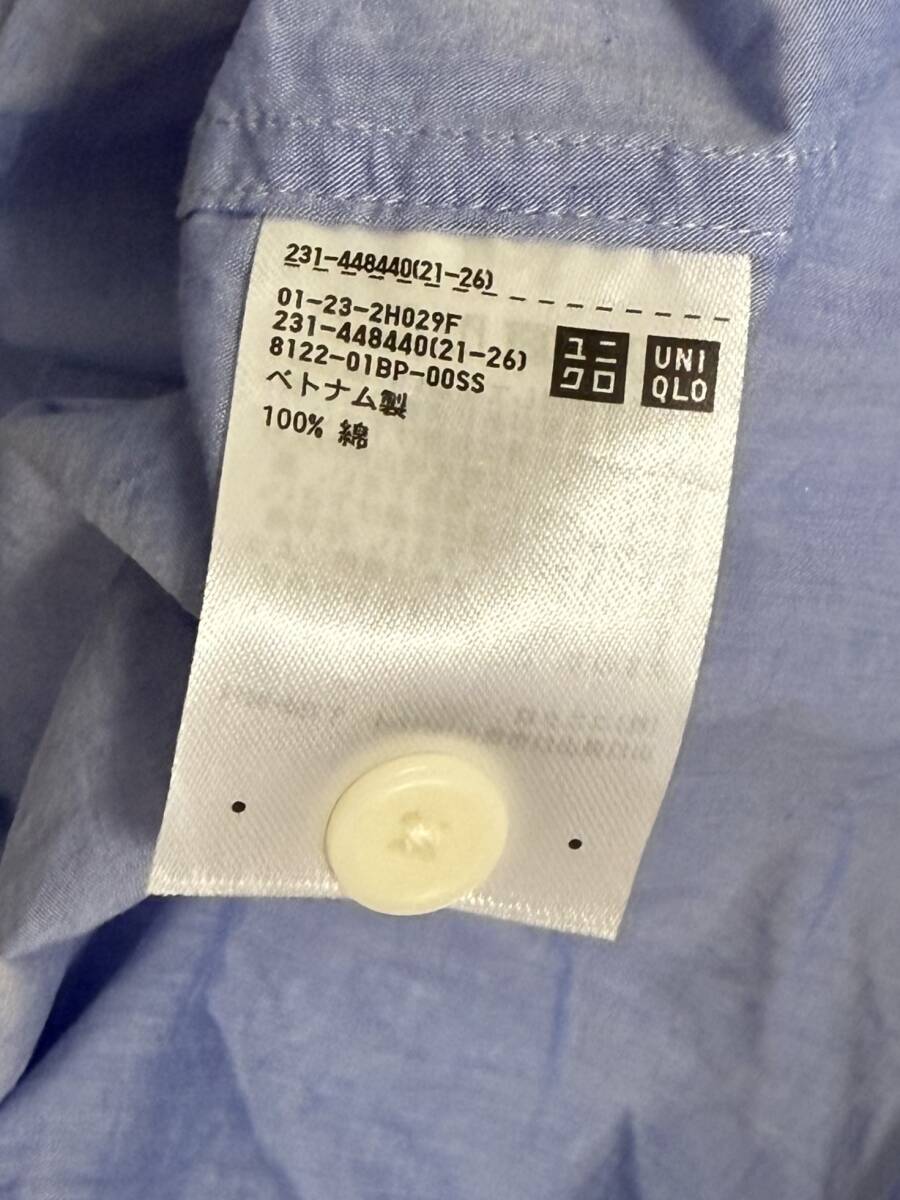 231-448440(21-26)
01-23-2H029F
231-448440(21-26)
8122-01BP-00SS
ベトナム製
100% 綿
ユニ
クロ
UNI
QLO